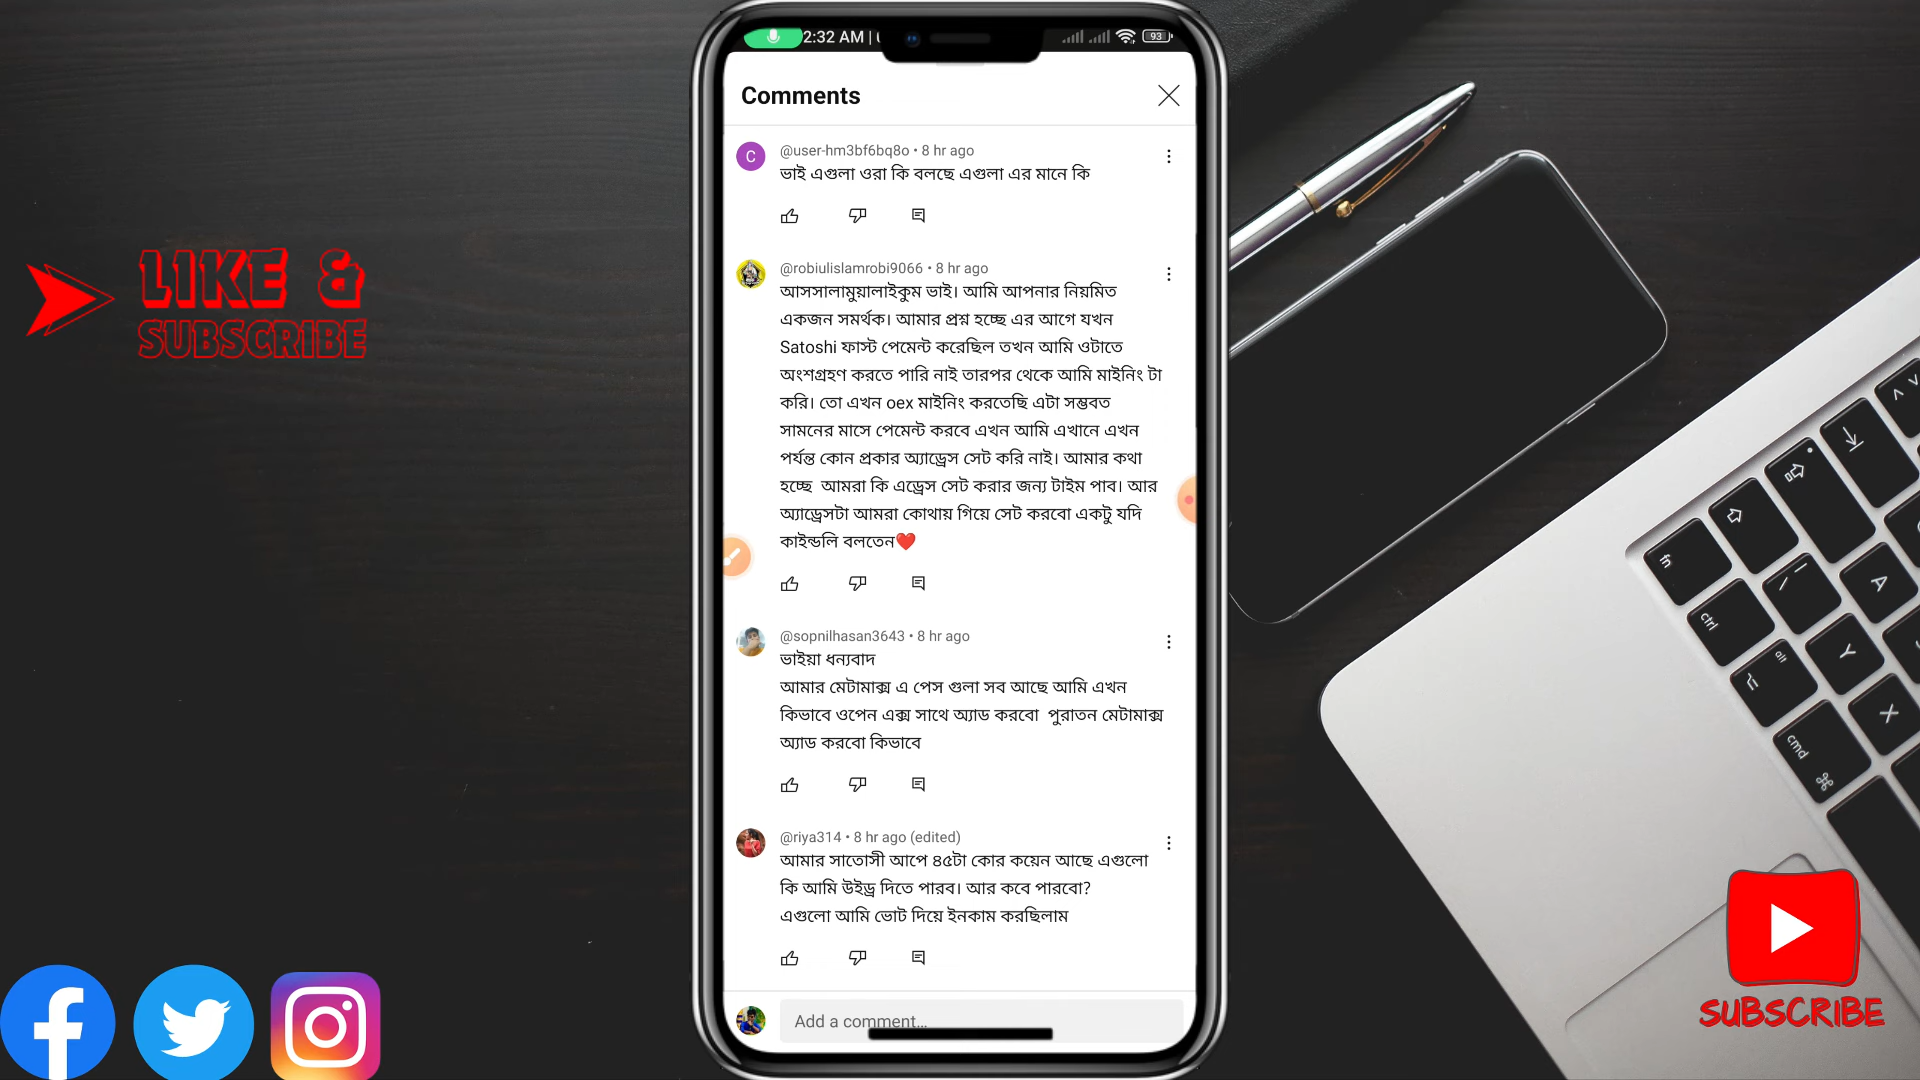 2:32 AM |
93
Comments
C
@user-hm3bf6bq8o • 8 hr ago
ভাই এগুলা ওরা কি বলছে এগুলা এর মানে কি
@robiulislamrobi9066 • 8 hr ago
আসসালামুয়ালাইকুম ভাই। আমি আপনার নিয়মিত
একজন সমর্থক। আমার প্রশ্ন হচ্ছে এর আগে যখন
Satoshi ফাস্ট পেমেন্ট করেছিল তখন আমি ওটাতে
অংশগ্রহণ করতে পারি নাই তারপর থেকে আমি মাইনিং টা
করি। তো এখন oex মাইনিং করতেছি এটা সম্ভবত
সামনের মাসে পেমেন্ট করবে এখন আমি এখানে এখন
পর্যন্ত কোন প্রকার অ্যাড্রেস সেট করি নাই। আমার কথা
হচ্ছে আমরা কি এড্রেস সেট করার জন্য টাইম পাব। আর
অ্যাড্রেসটা আমরা কোথায় গিয়ে সেট করবো একটু যদি
কাইন্ডলি বলতেন❤️
@sopnilhasan3643 • 8 hr ago
ভাইয়া ধন্যবাদ
আমার মেটামাক্স এ পেস গুলা সব আছে আমি এখন
কিভাবে ওপেন এক্স সাথে অ্যাড করবো পুরাতন মেটামাক্স
অ্যাড করবো কিভাবে
@riya314 • 8 hr ago (edited)
আমার সাতোসী আপে ৪৫টা কোর কয়েন আছে এগুলো
কি আমি উইড্র দিতে পারব। আর কবে পারবো?
এগুলো আমি ভোট দিয়ে ইনকাম করছিলাম
Add a comment...
LIKE &
SUBSCRIBE
SUBSCRIBE
fn
ctrl
alt
cmd
⌘
A
Y
X